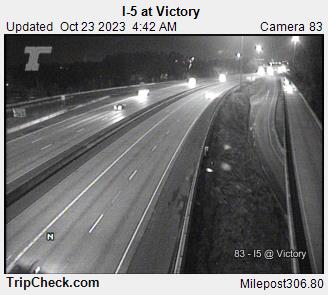 I-5 at Victory
Updated Oct 23 2023 4:42 AM Camera 83
T
N
83 - I5 @ Victory
TripCheck.com Milepost306.80